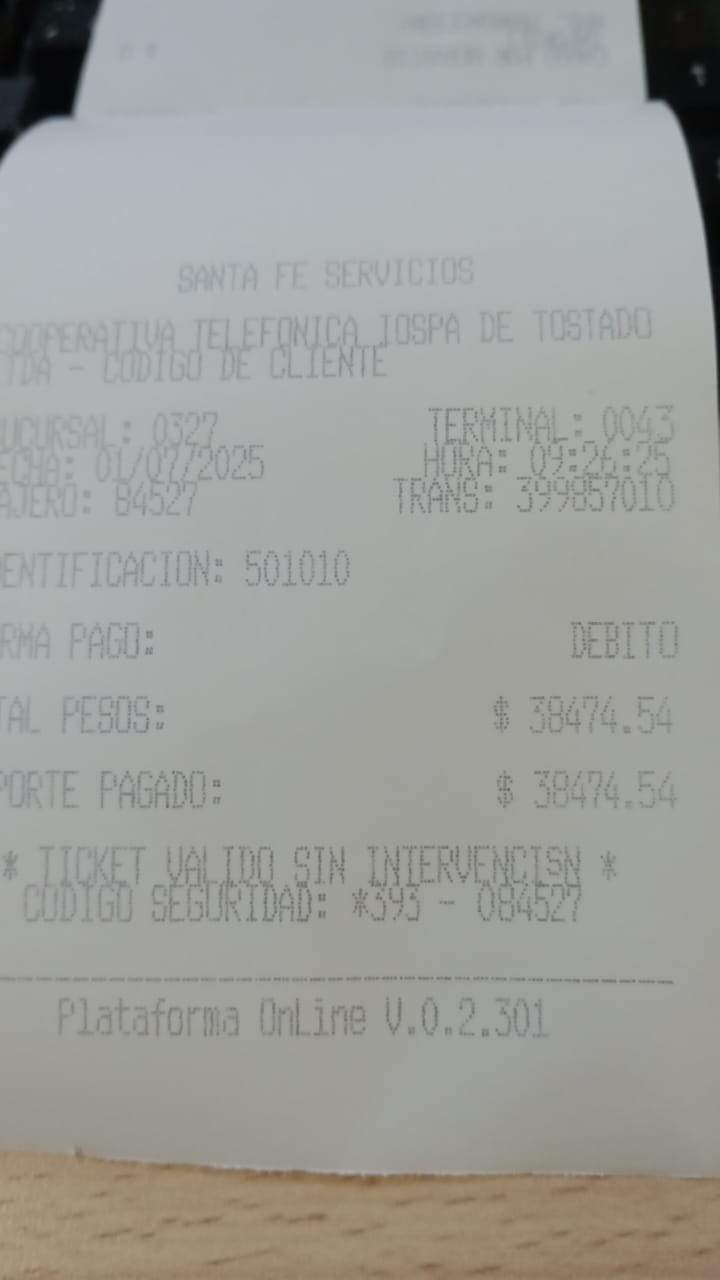 SANTA FE SERVICIOS
COOPERATIVA TELEFONICA IOSPA DE TOSTADO
TDA - CODIGO DE CLIENTE
UCURSAL: 0327 TERMINAL: 0043
ECHA: 01/07/2025 HORA: 09:26:25
AJERO: 84527 TRANS: 399857010
DENTIFICACION: 501010
RMA PAGO: DEBITO
TAL PESOS: $ 38474.54
PORTE PAGADO: $ 38474.54
* TICKET VALIDO SIN INTERVENCISN *
CODIGO SEGURIDAD: *393 - 084527
Plataforma OnLine V.0.2.301